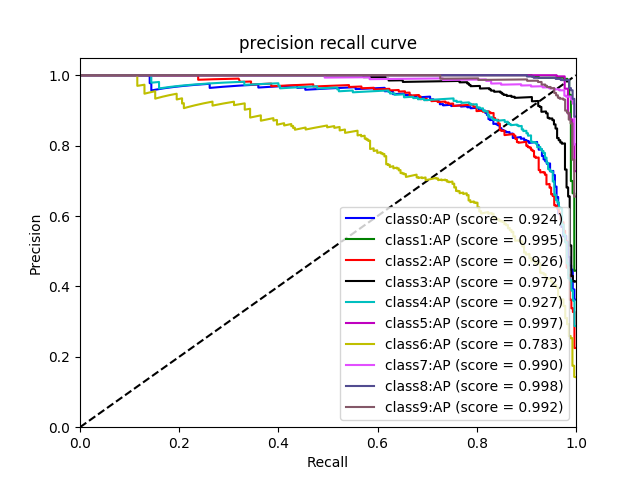 precision recall curve
1.0
0.8
0.6
0.4
0.2
0.0
Precision
class0:AP (score = 0.924)
class1:AP (score = 0.995)
class2:AP (score = 0.926)
class3:AP (score = 0.972)
class4:AP (score = 0.927)
class5:AP (score = 0.997)
class6:AP (score = 0.783)
class7:AP (score = 0.990)
class8:AP (score = 0.998)
class9:AP (score = 0.992)
0.0 0.2 0.4 0.6 0.8 1.0
Recall